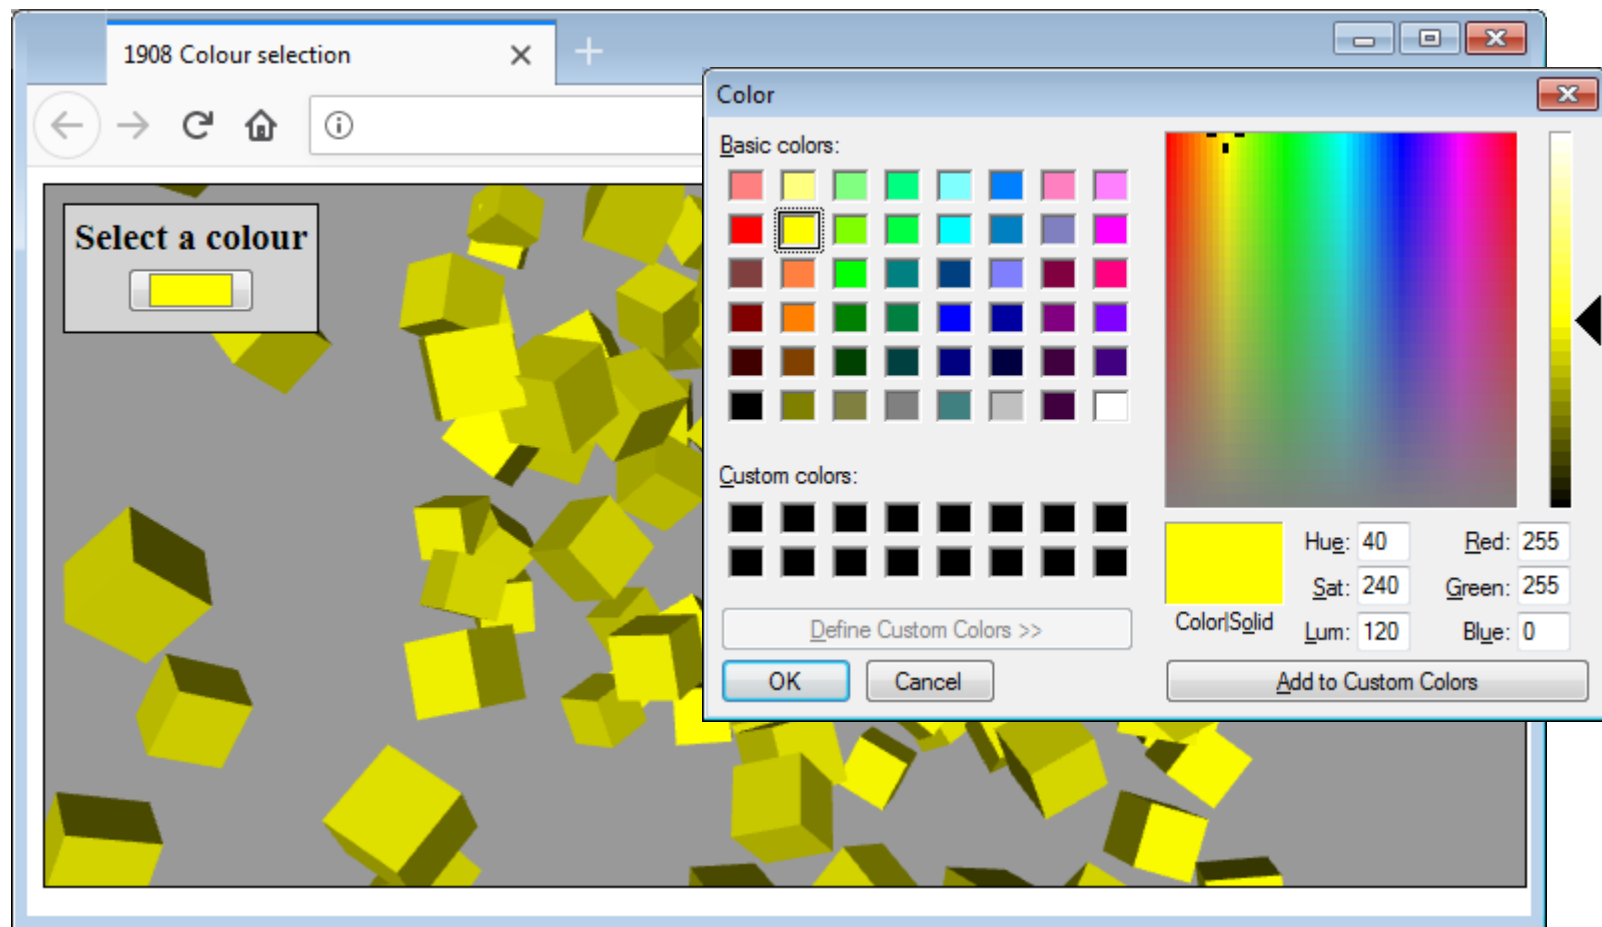 1908 Colour selection
Select a colour
Color
Basic colors:
Custom colors:
Define Custom Colors >>
OK
Cancel
Color|Solid
Hue: 40
Sat: 240
Lum: 120
Red: 255
Green: 255
Blue: 0
Add to Custom Colors